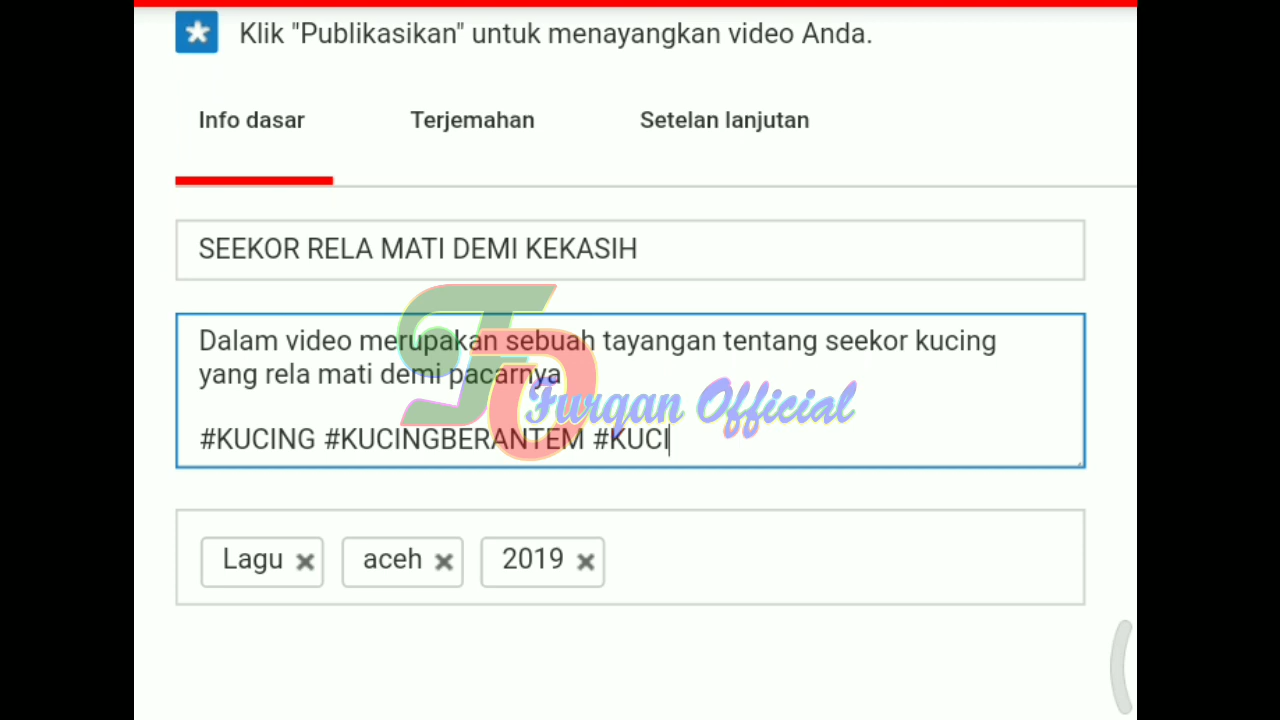 Klik "Publikasikan" untuk menayangkan video Anda.
Info dasar Terjemahan Setelan lanjutan
SEEKOR RELA MATI DEMI KEKASIH
Dalam video merupakan sebuah tayangan tentang seekor kucing
yang rela mati demi pacarnya
Furqan Official
#KUCING #KUCINGBERANTEM #KUCI
Lagu aceh 2019